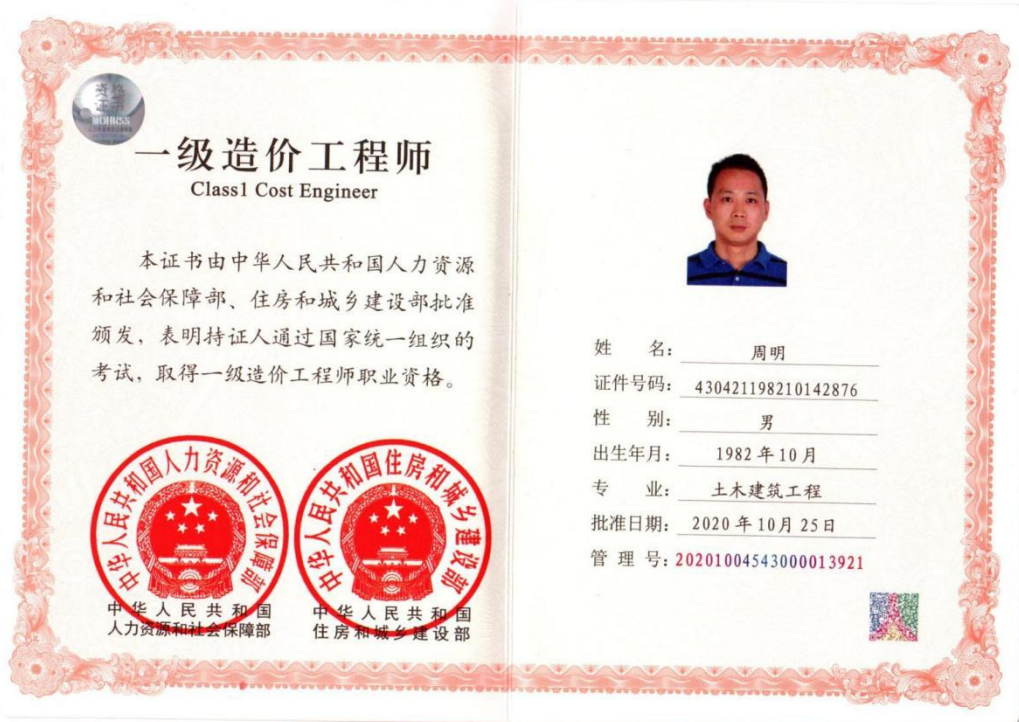 资格
证书
MOHRSS
一级造价工程师
Class1 Cost Engineer
本证书由中华人民共和国人力资源
和社会保障部、住房和城乡建设部批准
颁发，表明持证人通过国家统一组织的
考试，取得一级造价工程师职业资格。
中华人民共和国人力资源和社会保障部
中华人民共和国
人力资源和社会保障部
中华人民共和国住房和城乡建设部
中华人民共和国
住房和城乡建设部
姓 名：周明
证件号码：430421198210142876
性 别：男
出生年月：1982年10月
专 业：土木建筑工程
批准日期：2020年10月25日
管 理 号：20201004543000013921